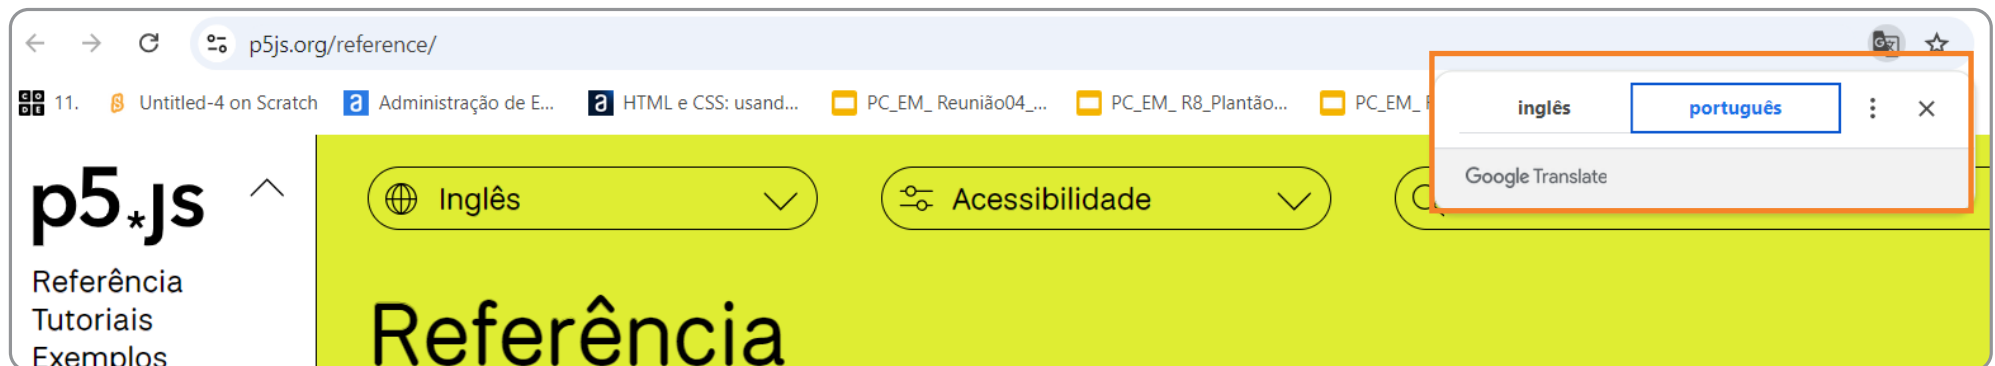 p5js.org/reference/
CODE 11. Untitled-4 on Scratch a Administração de E... a HTML e CSS: usand... PC_EM_ Reunião04_... PC_EM_ R8_Plantão... PC_EM_
inglês português
Google Translate
p5.*js
Inglês Acessibilidade
Referência
Tutoriais
Exemplos
Referência